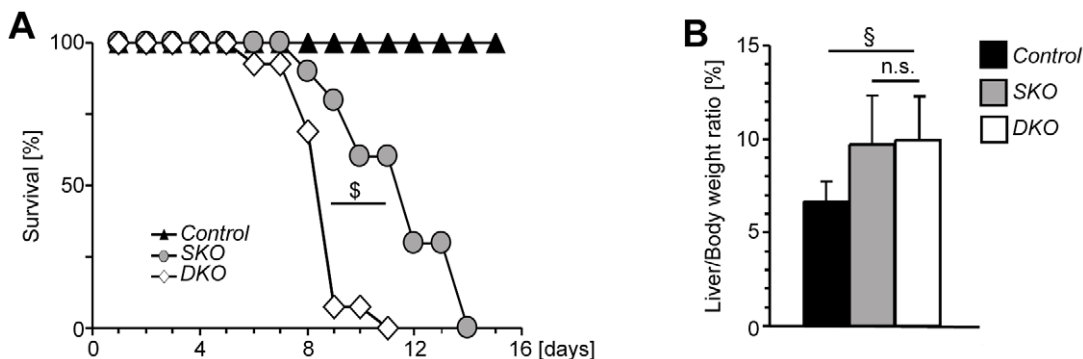 A
Survival [%]
100
50
0
$
Control
SKO
DKO
0
4
8
12
16 [days]
B
Liver/Body weight ratio [%]
15
10
5
0
§
n.s.
Control
SKO
DKO